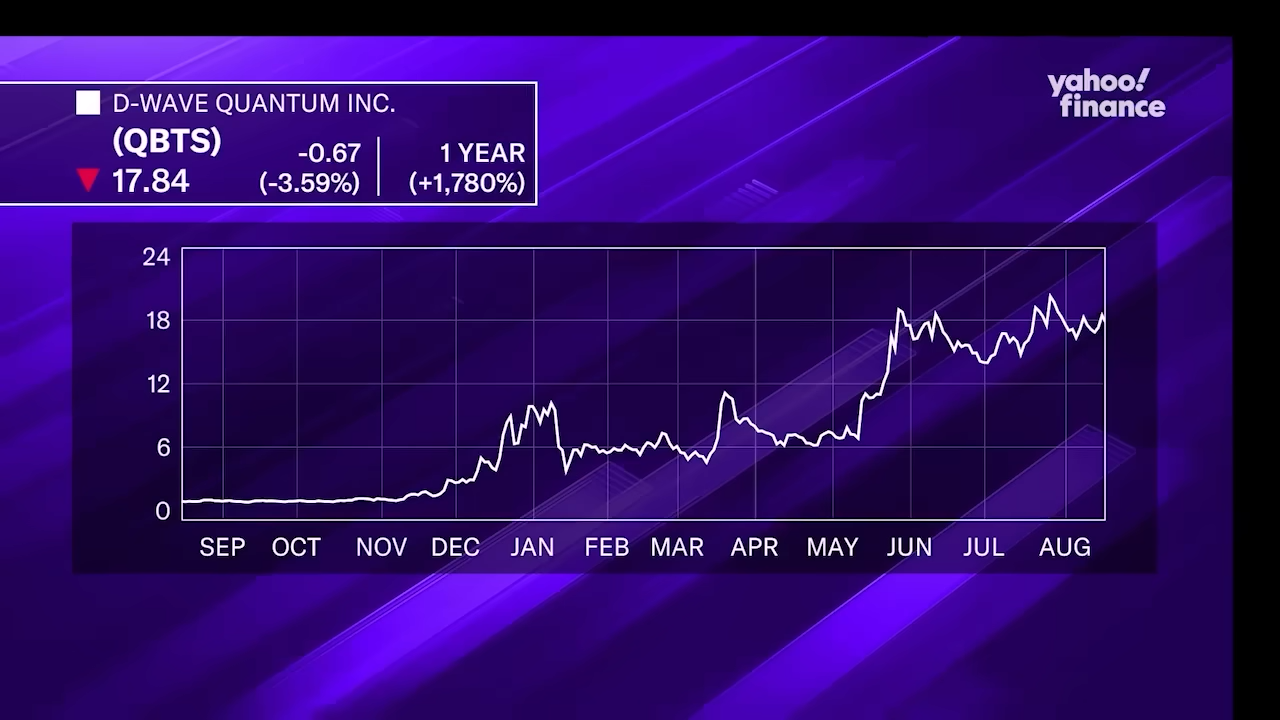 D-WAVE QUANTUM INC.
(QBTS)
17.84
-0.67
(-3.59%)
1 YEAR
(+1,780%)
yahoo!
finance
24
18
12
6
0
SEP OCT NOV DEC JAN FEB MAR APR MAY JUN JUL AUG